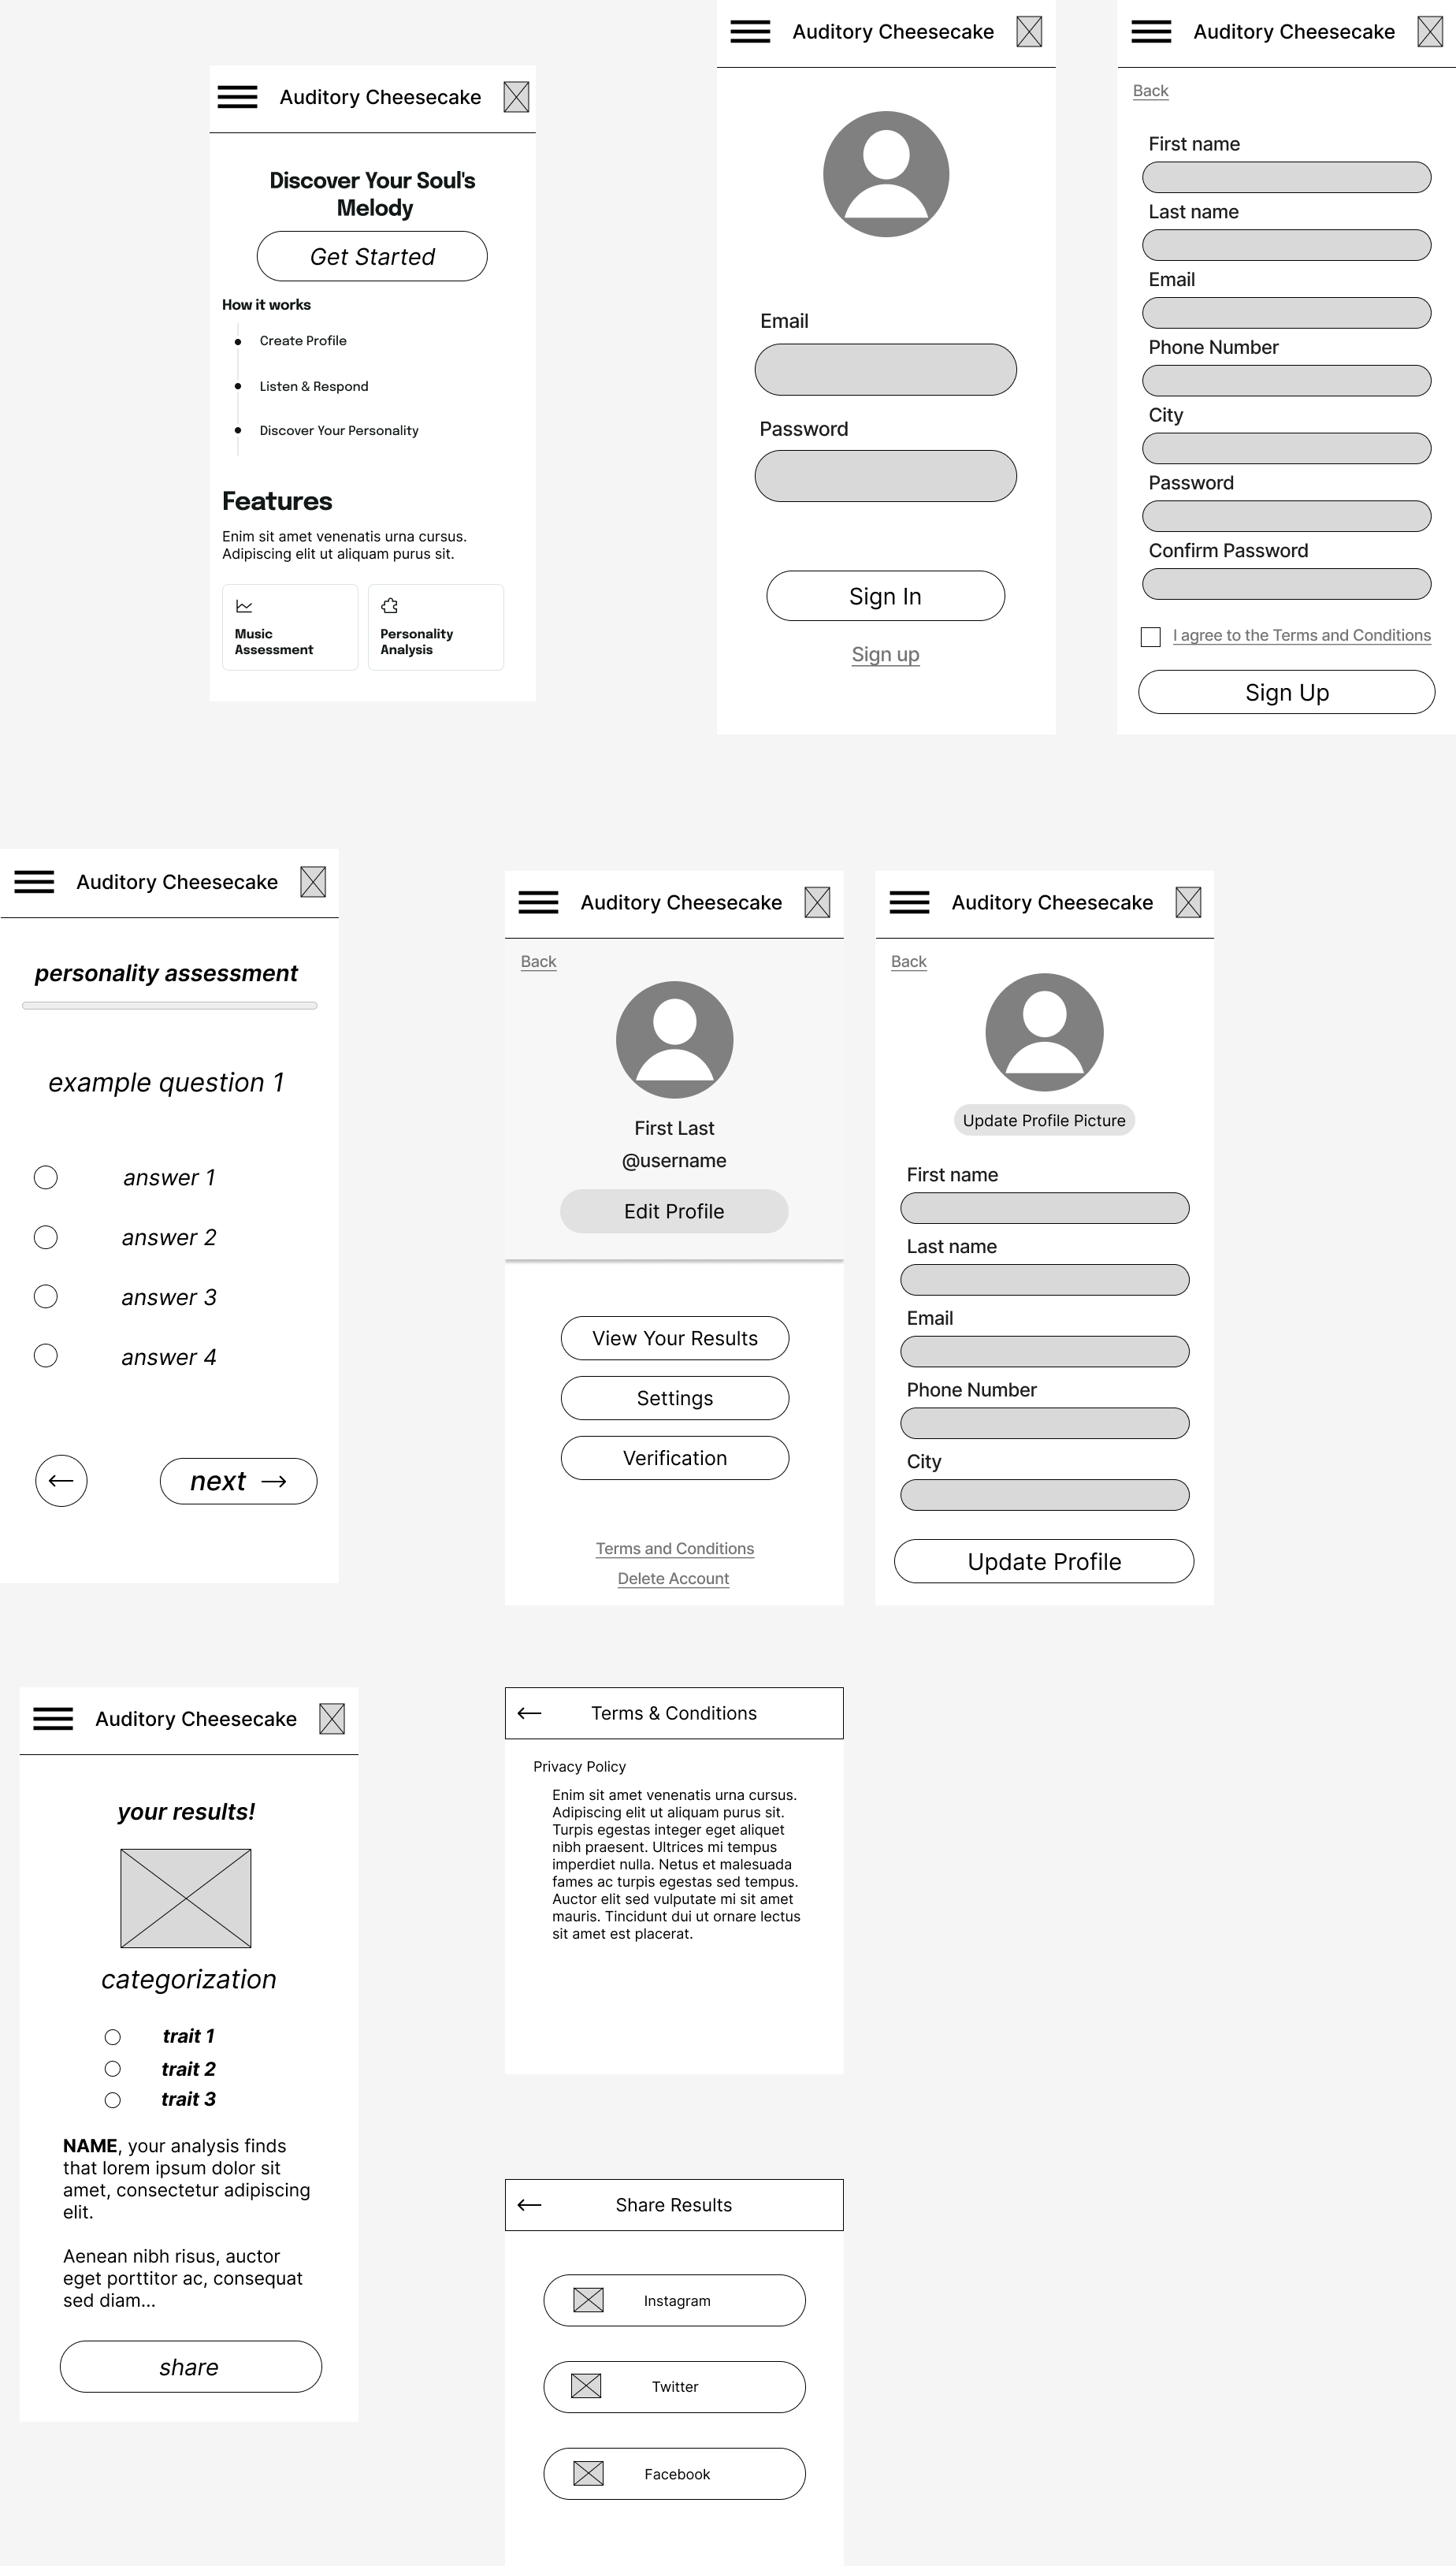 Auditory Cheesecake
Discover Your Soul's
Melody
Get Started
How it works
Create Profile
Listen & Respond
Discover Your Personality
Features
Enim sit amet venenatis urna cursus.
Adipiscing elit ut aliquam purus sit.
Music
Assessment
Personality
Analysis
Auditory Cheesecake
Email
Password
Sign In
Sign up
Auditory Cheesecake
Back
First name
Last name
Email
Phone Number
City
Password
Confirm Password
I agree to the Terms and Conditions
Sign Up
Auditory Cheesecake
personality assessment
example question 1
answer 1
answer 2
answer 3
answer 4
next
Auditory Cheesecake
Back
First Last
@username
Edit Profile
View Your Results
Settings
Verification
Terms and Conditions
Delete Account
Auditory Cheesecake
Back
Update Profile Picture
First name
Last name
Email
Phone Number
City
Update Profile
Auditory Cheesecake
your results!
categorization
trait 1
trait 2
trait 3
NAME, your analysis finds
that lorem ipsum dolor sit
amet, consectetur adipiscing
elit.
Aenean nibh risus, auctor
eget porttitor ac, consequat
sed diam...
share
Terms & Conditions
Privacy Policy
Enim sit amet venenatis urna cursus.
Adipiscing elit ut aliquam purus sit.
Turpis egestas integer eget aliquet
nibh praesent. Ultrices mi tempus
imperdiet nulla. Netus et malesuada
fames ac turpis egestas sed tempus.
Auctor elit sed vulputate mi sit amet
mauris. Tincidunt dui ut ornare lectus
sit amet est placerat.
Share Results
Instagram
Twitter
Facebook